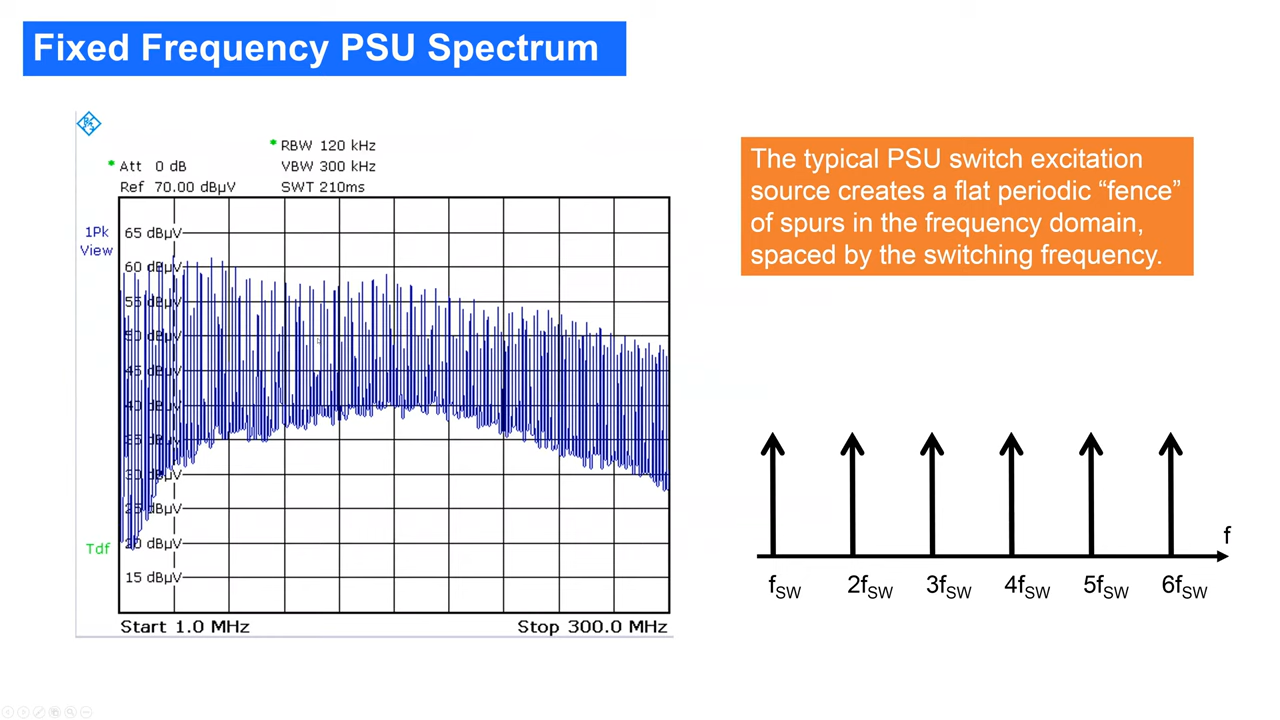 Fixed Frequency PSU Spectrum
* RBW 120 kHz
* Att 0 dB
VBW 300 kHz
Ref 70.00 dBµV
SWT 210ms
1Pk
View
65 dBµV
60 dBµV
55 dBµV
50 dBµV
45 dBµV
40 dBµV
35 dBµV
30 dBµV
25 dBµV
20 dBµV
15 dBµV
Tdf
Start 1.0 MHz
Stop 300.0 MHz
The typical PSU switch excitation
source creates a flat periodic “fence”
of spurs in the frequency domain,
spaced by the switching frequency.
f
fSW 2fSW 3fSW 4fSW 5fSW 6fSW